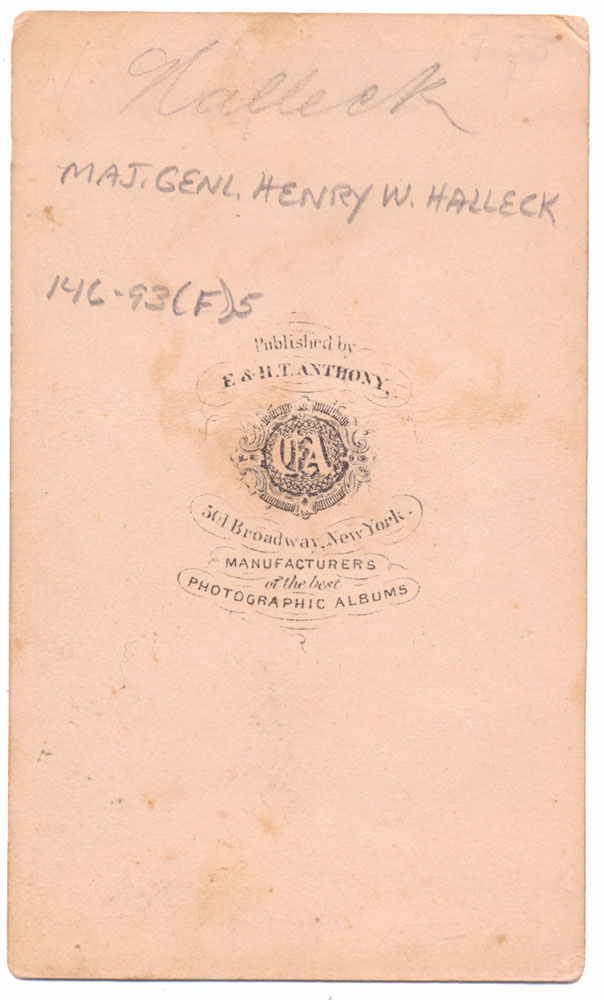 Halleck
MAJ. GENL. HENRY W. HALLECK
146-93(F)5
Published by
E. & H.T. ANTHONY,
EA
501 Broadway, New York.
MANUFACTURERS
of the best
PHOTOGRAPHIC ALBUMS